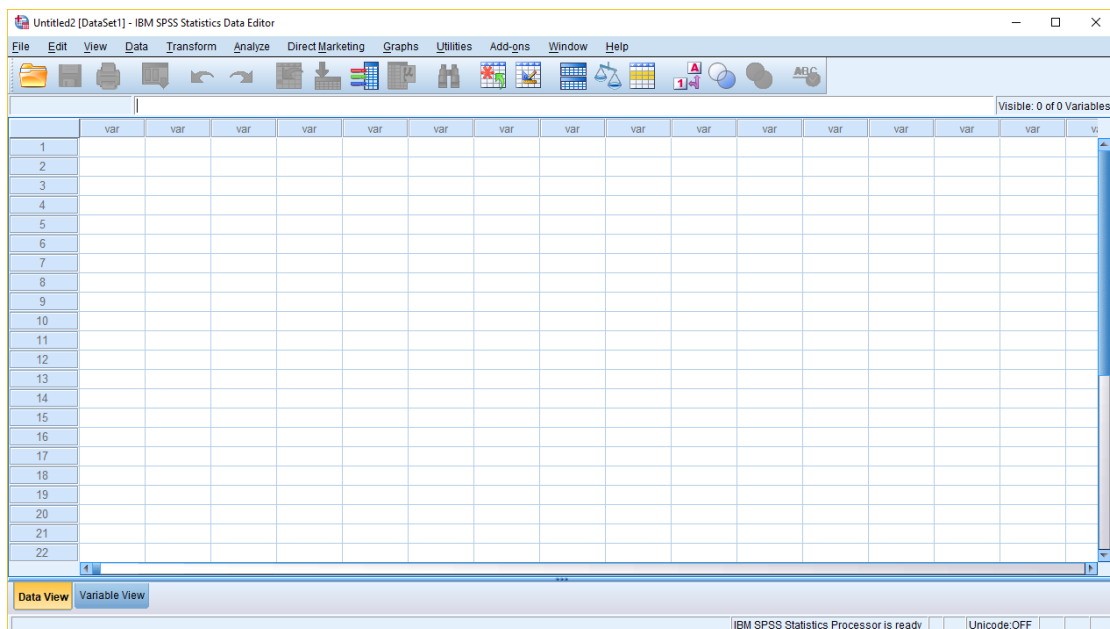 Untitled2 [DataSet1] - IBM SPSS Statistics Data Editor
File Edit View Data Transform Analyze Direct Marketing Graphs Utilities Add-ons Window Help
A
1
ABC
Visible: 0 of 0 Variables
var var var var var var var var var var var var var var var va
1
2
3
4
5
6
7
8
9
10
11
12
13
14
15
16
17
18
19
20
21
22
Data View Variable View
IBM SPSS Statistics Processor is ready Unicode:OFF